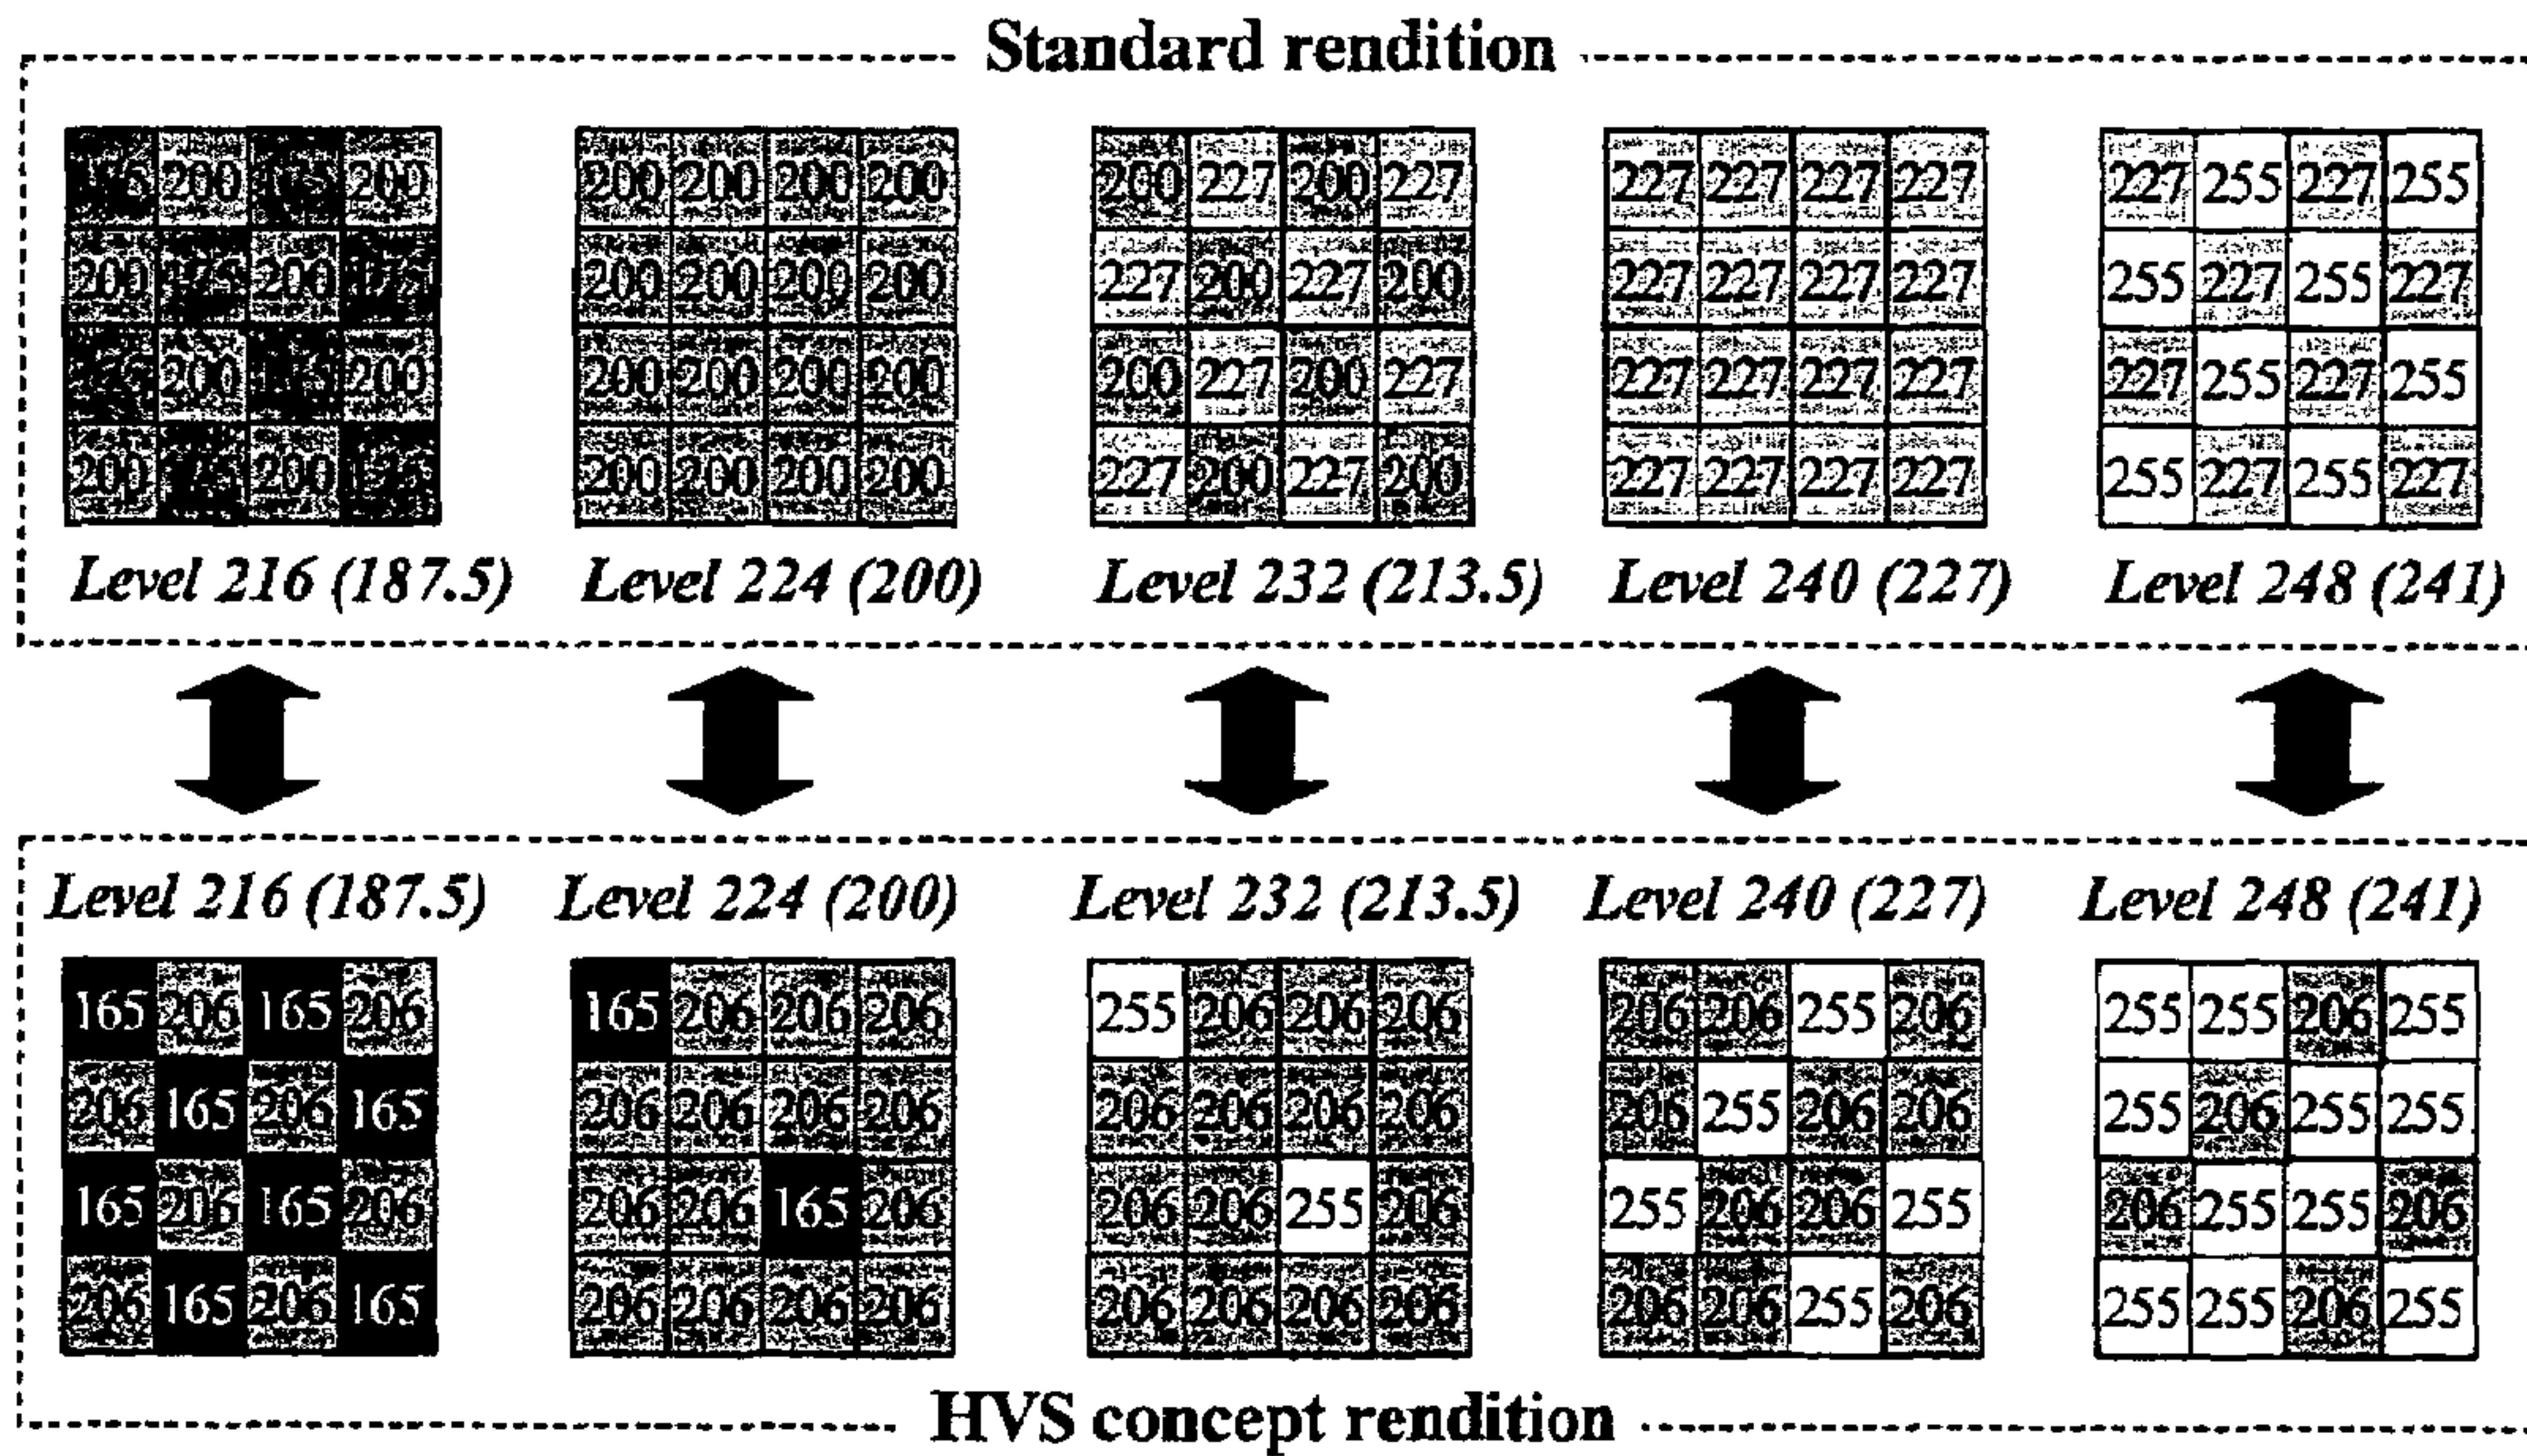 Standard rendition
175 200 175 200 200 200 200 200 200 227 200 227 227 227 227 227 227 255 227 255
200 175 200 175 200 200 200 200 227 200 227 200 227 227 227 227 255 227 255 227
175 200 175 200 200 200 200 200 200 227 200 227 227 227 227 227 227 255 227 255
200 175 200 175 200 200 200 200 227 200 227 200 227 227 227 227 255 227 255 227
Level 216 (187.5) Level 224 (200) Level 232 (213.5) Level 240 (227) Level 248 (241)
Level 216 (187.5) Level 224 (200) Level 232 (213.5) Level 240 (227) Level 248 (241)
165 206 165 206 165 206 206 206 255 206 206 206 206 206 255 206 255 255 206 255
206 165 206 165 206 206 206 206 206 206 206 206 206 255 206 206 255 206 255 255
165 206 165 206 206 206 165 206 206 206 255 206 255 206 206 255 206 255 255 206
206 165 206 165 206 206 206 206 206 206 206 206 206 206 255 206 255 255 206 255
HVS concept rendition